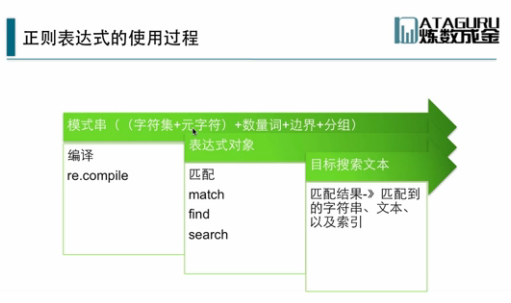 正则表达式的使用过程
DATAGURU
炼数成金
模式串（（字符集+元字符）+数量词+边界+分组）
编译
re.compile
表达式对象
匹配
match
find
search
目标搜索文本
匹配结果-》匹配到
的字符串、文本、
以及索引